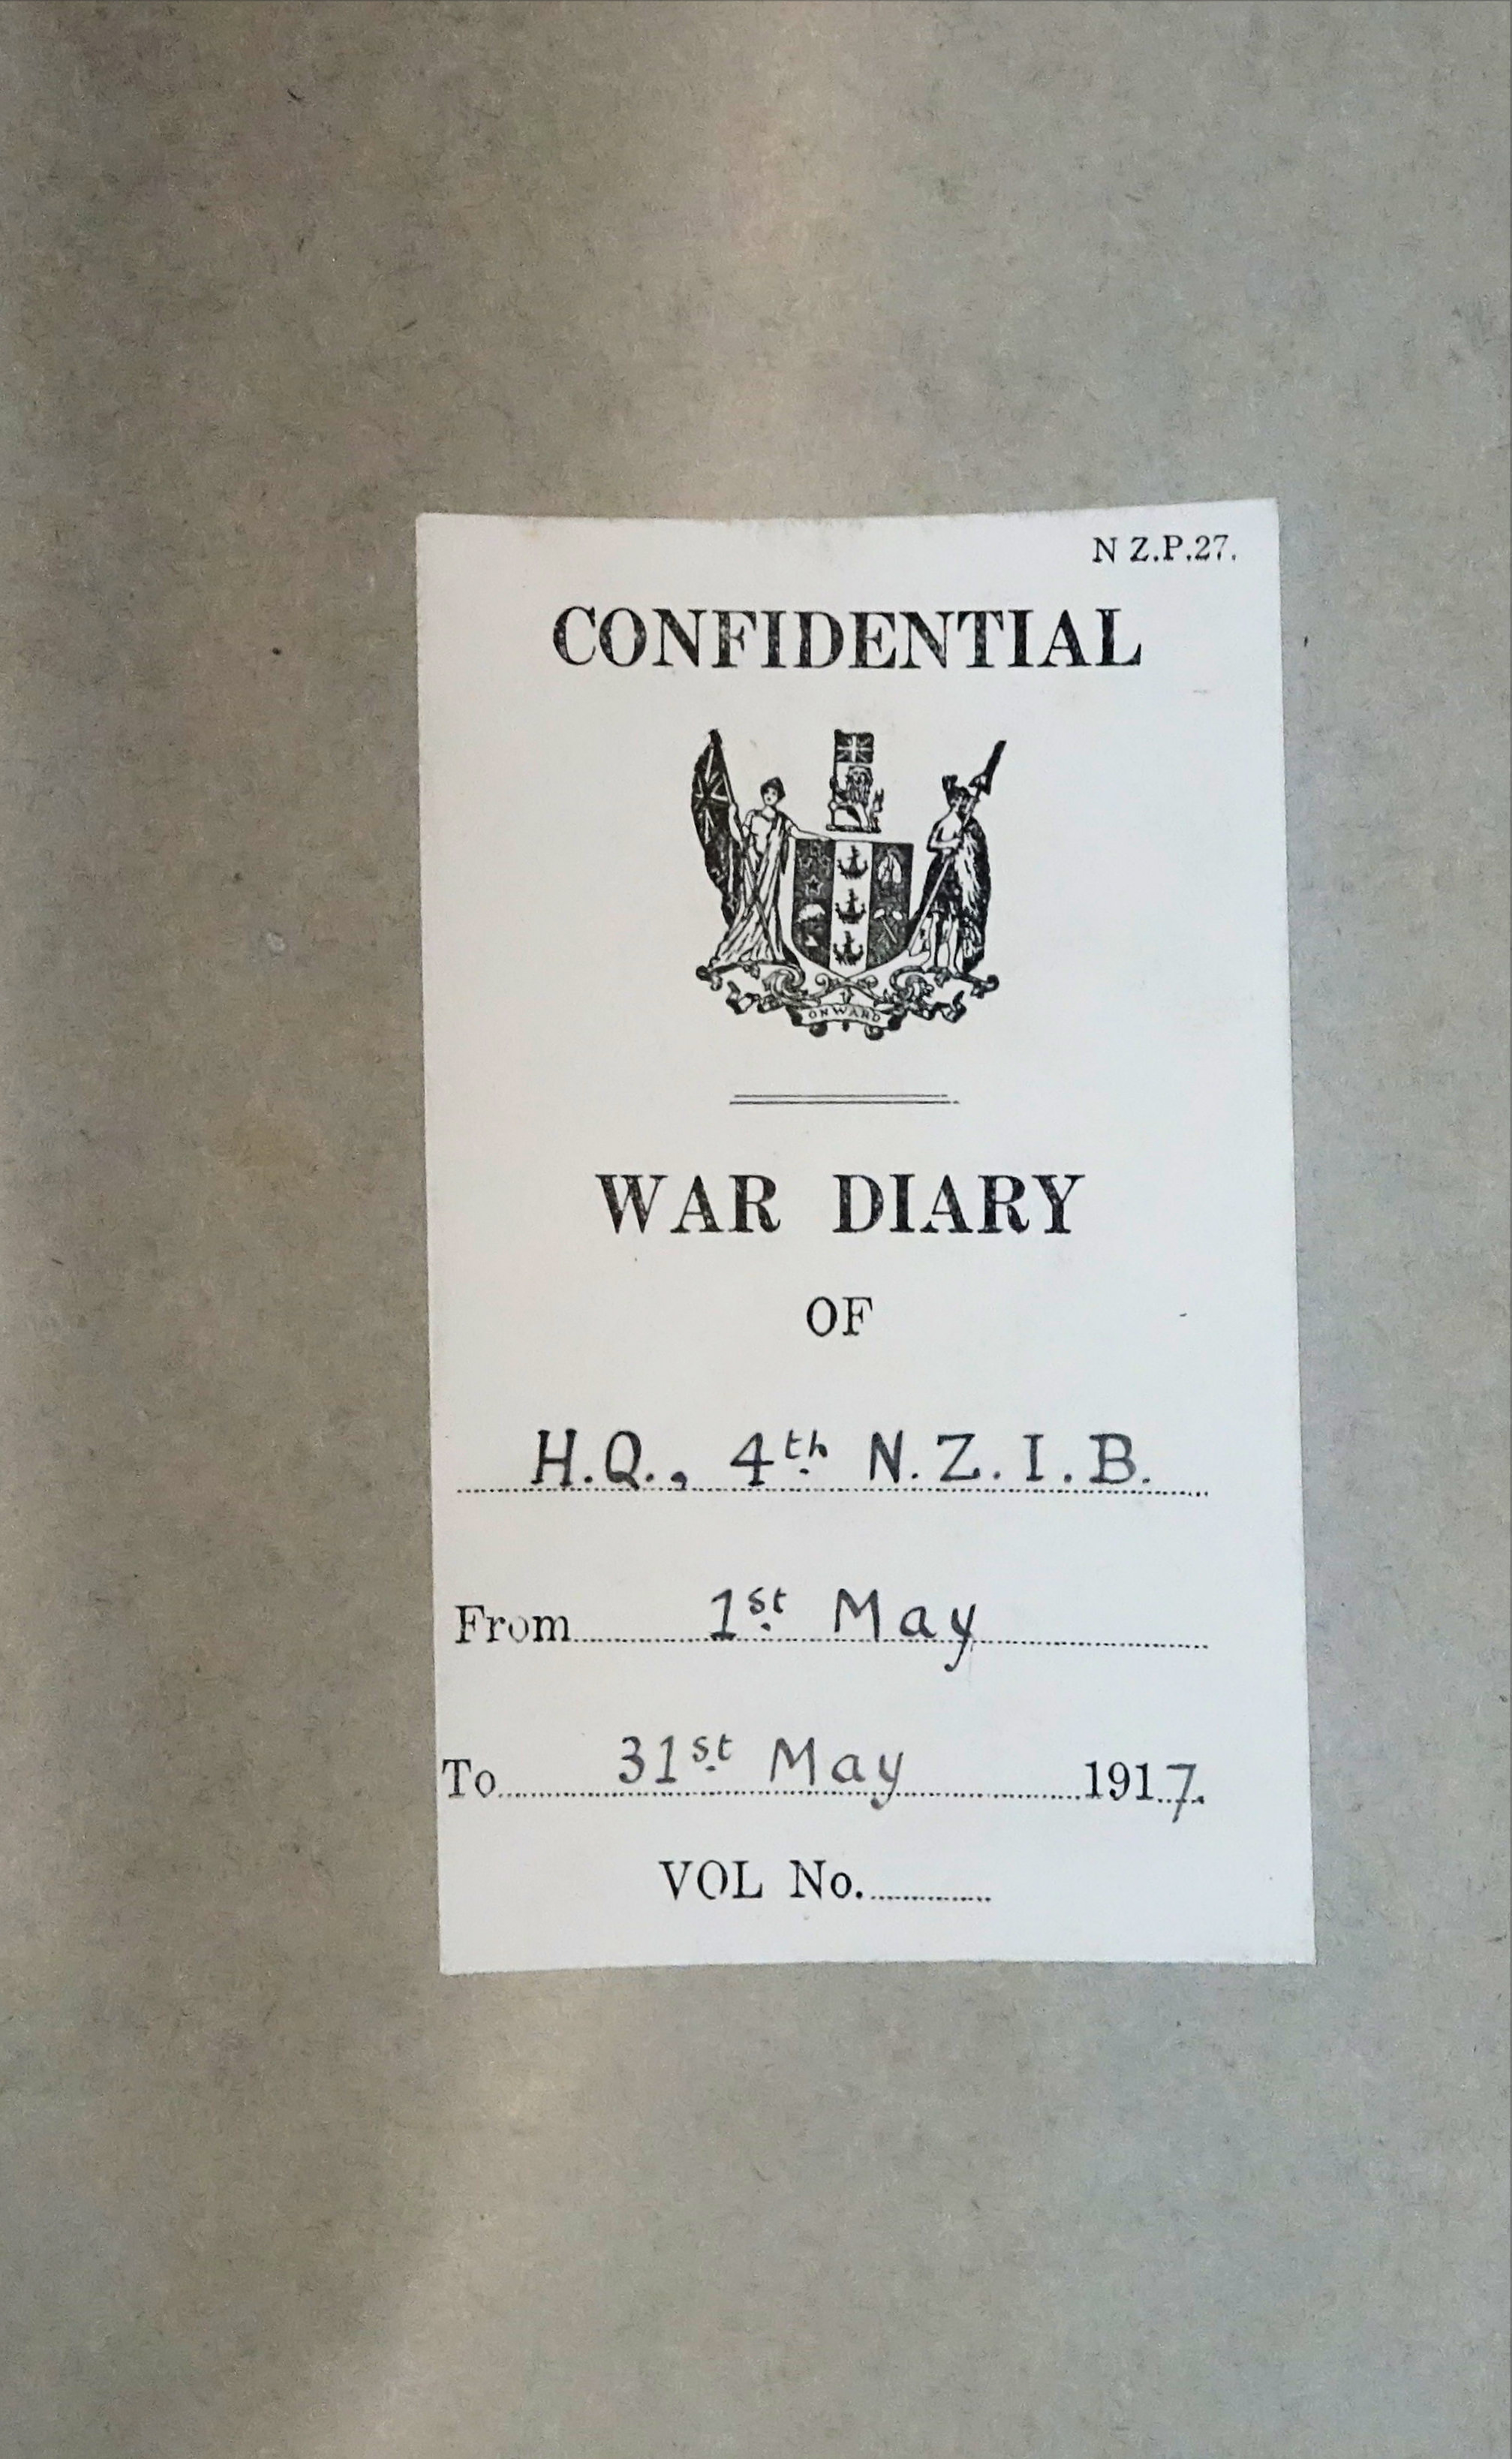 N Z.P.27.
CONFIDENTIAL
ONWARD
WAR DIARY
OF
H.Q., 4th N.Z.I.B.
From 1st May
To 31st May 1917.
VOL No.